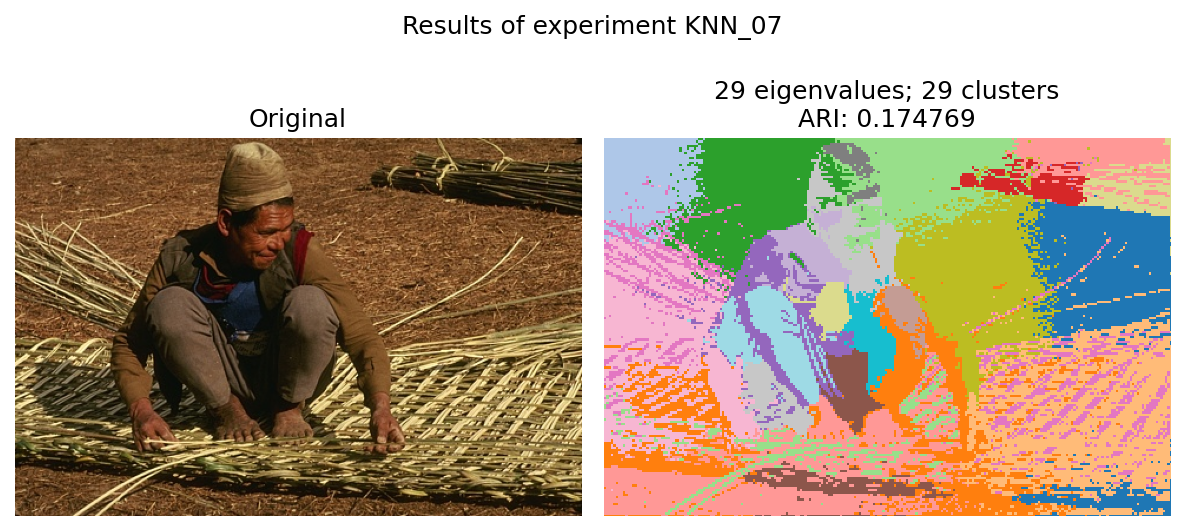 Results of experiment KNN_07
Original
29 eigenvalues; 29 clusters
ARI: 0.174769